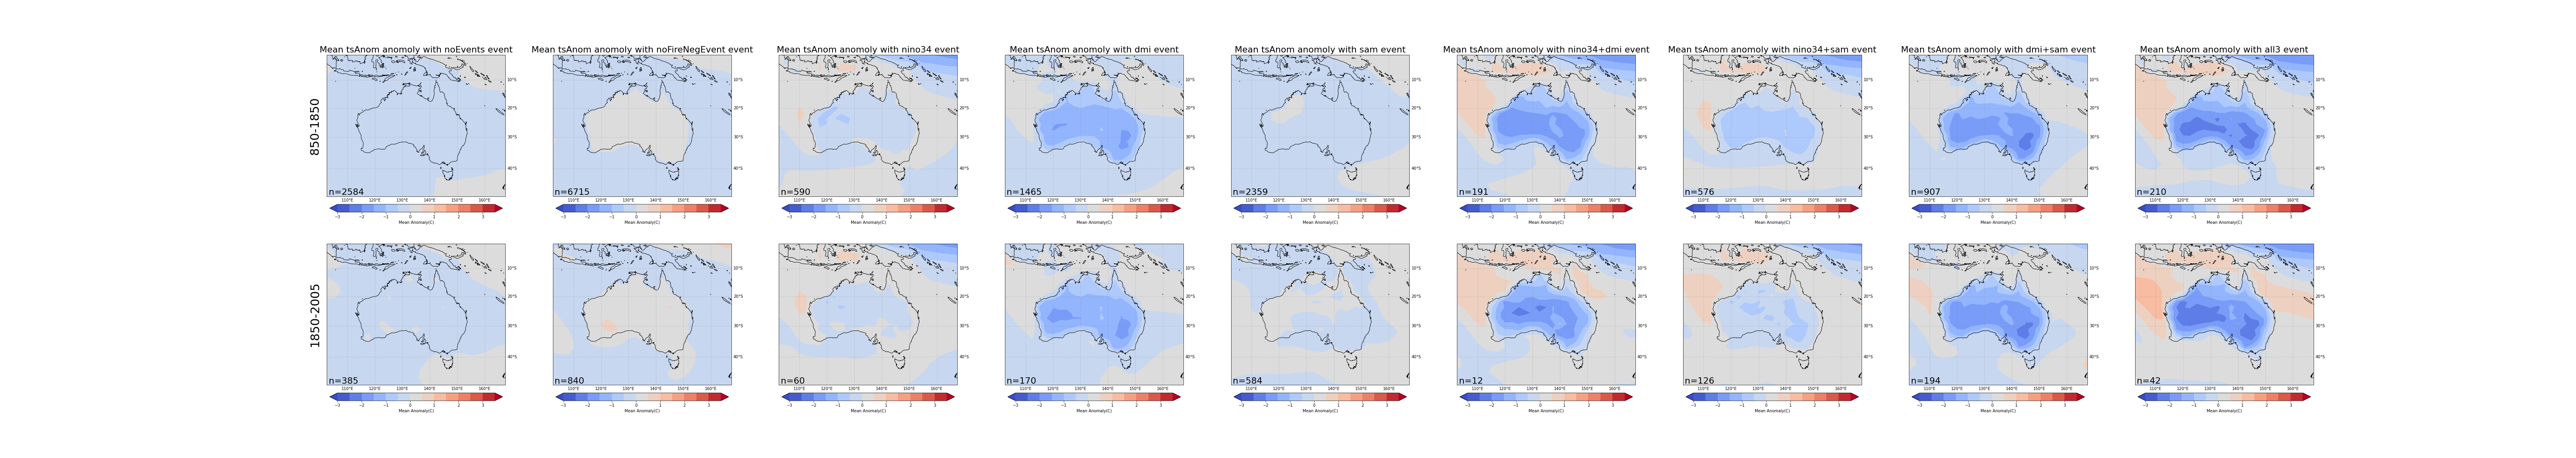 Mean tsAnom anomoly with noEvents event
Mean tsAnom anomoly with noFireNegEvent event
Mean tsAnom anomoly with nino34 event
Mean tsAnom anomoly with dmi event
Mean tsAnom anomoly with sam event
Mean tsAnom anomoly with nino34+dmi event
Mean tsAnom anomoly with nino34+sam event
Mean tsAnom anomoly with dmi+sam event
Mean tsAnom anomoly with all3 event
850-1850
10°S
20°S
30°S
40°S
n=2584
n=6715
n=590
n=1465
n=2359
n=191
n=576
n=907
n=210
110°E 120°E 130°E 140°E 150°E 160°E
−3 −2 −1 0 1 2 3
Mean Anomaly(C)
1850-2005
10°S
20°S
30°S
40°S
n=385
n=840
n=60
n=170
n=584
n=12
n=126
n=194
n=42
110°E 120°E 130°E 140°E 150°E 160°E
−3 −2 −1 0 1 2 3
Mean Anomaly(C)